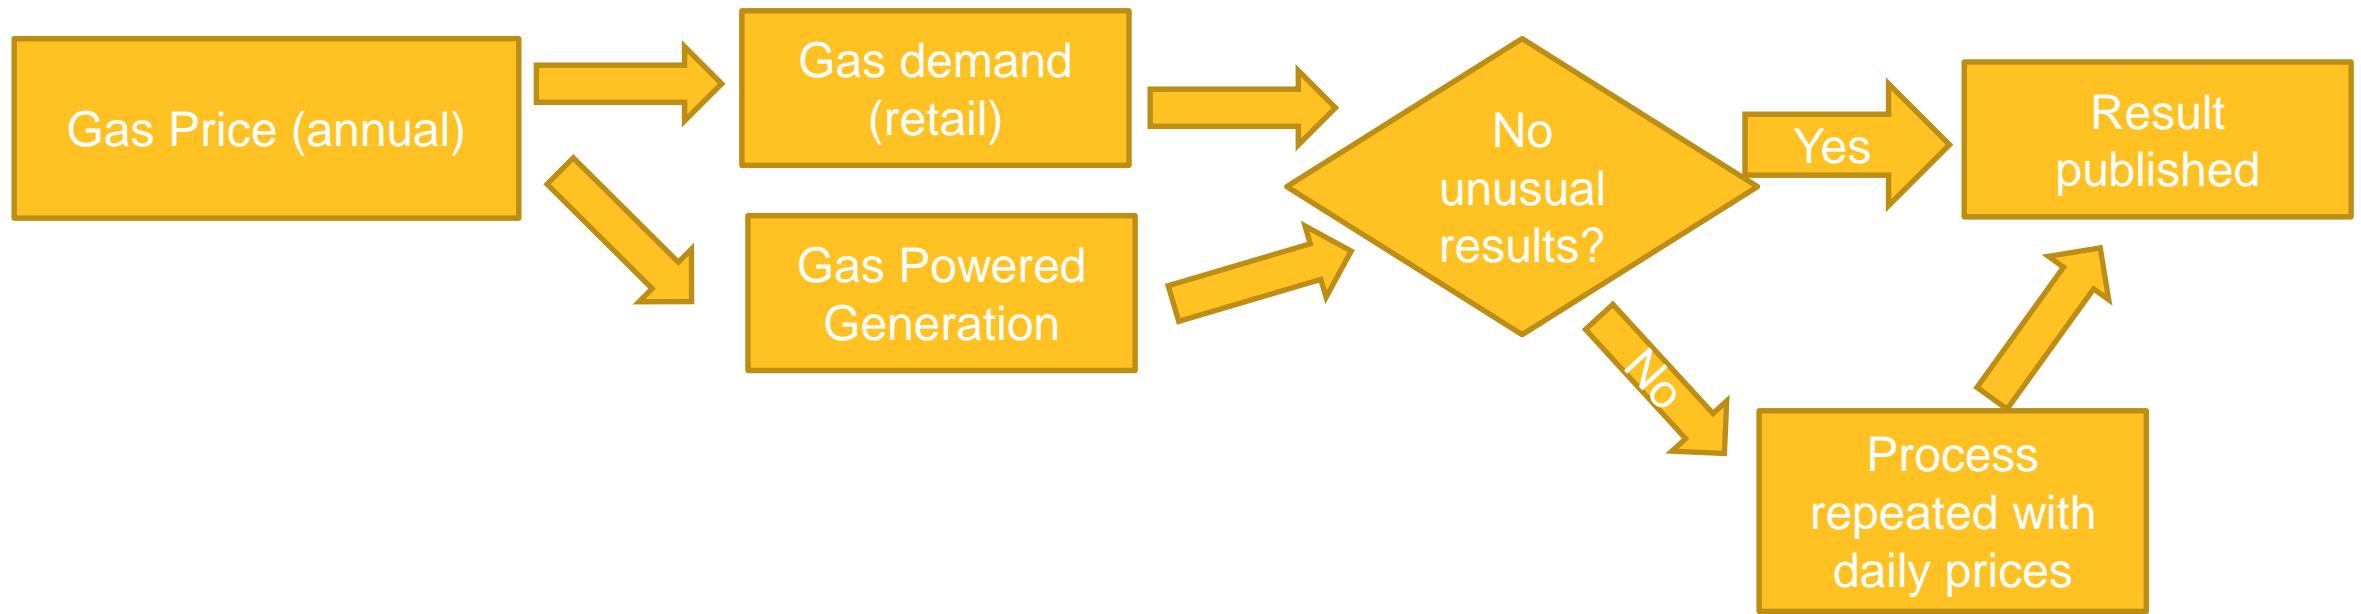 Gas Price (annual)
Gas demand
(retail)
Gas Powered
Generation
No
unusual
results?
Yes
Result
published
No
Process
repeated with
daily prices